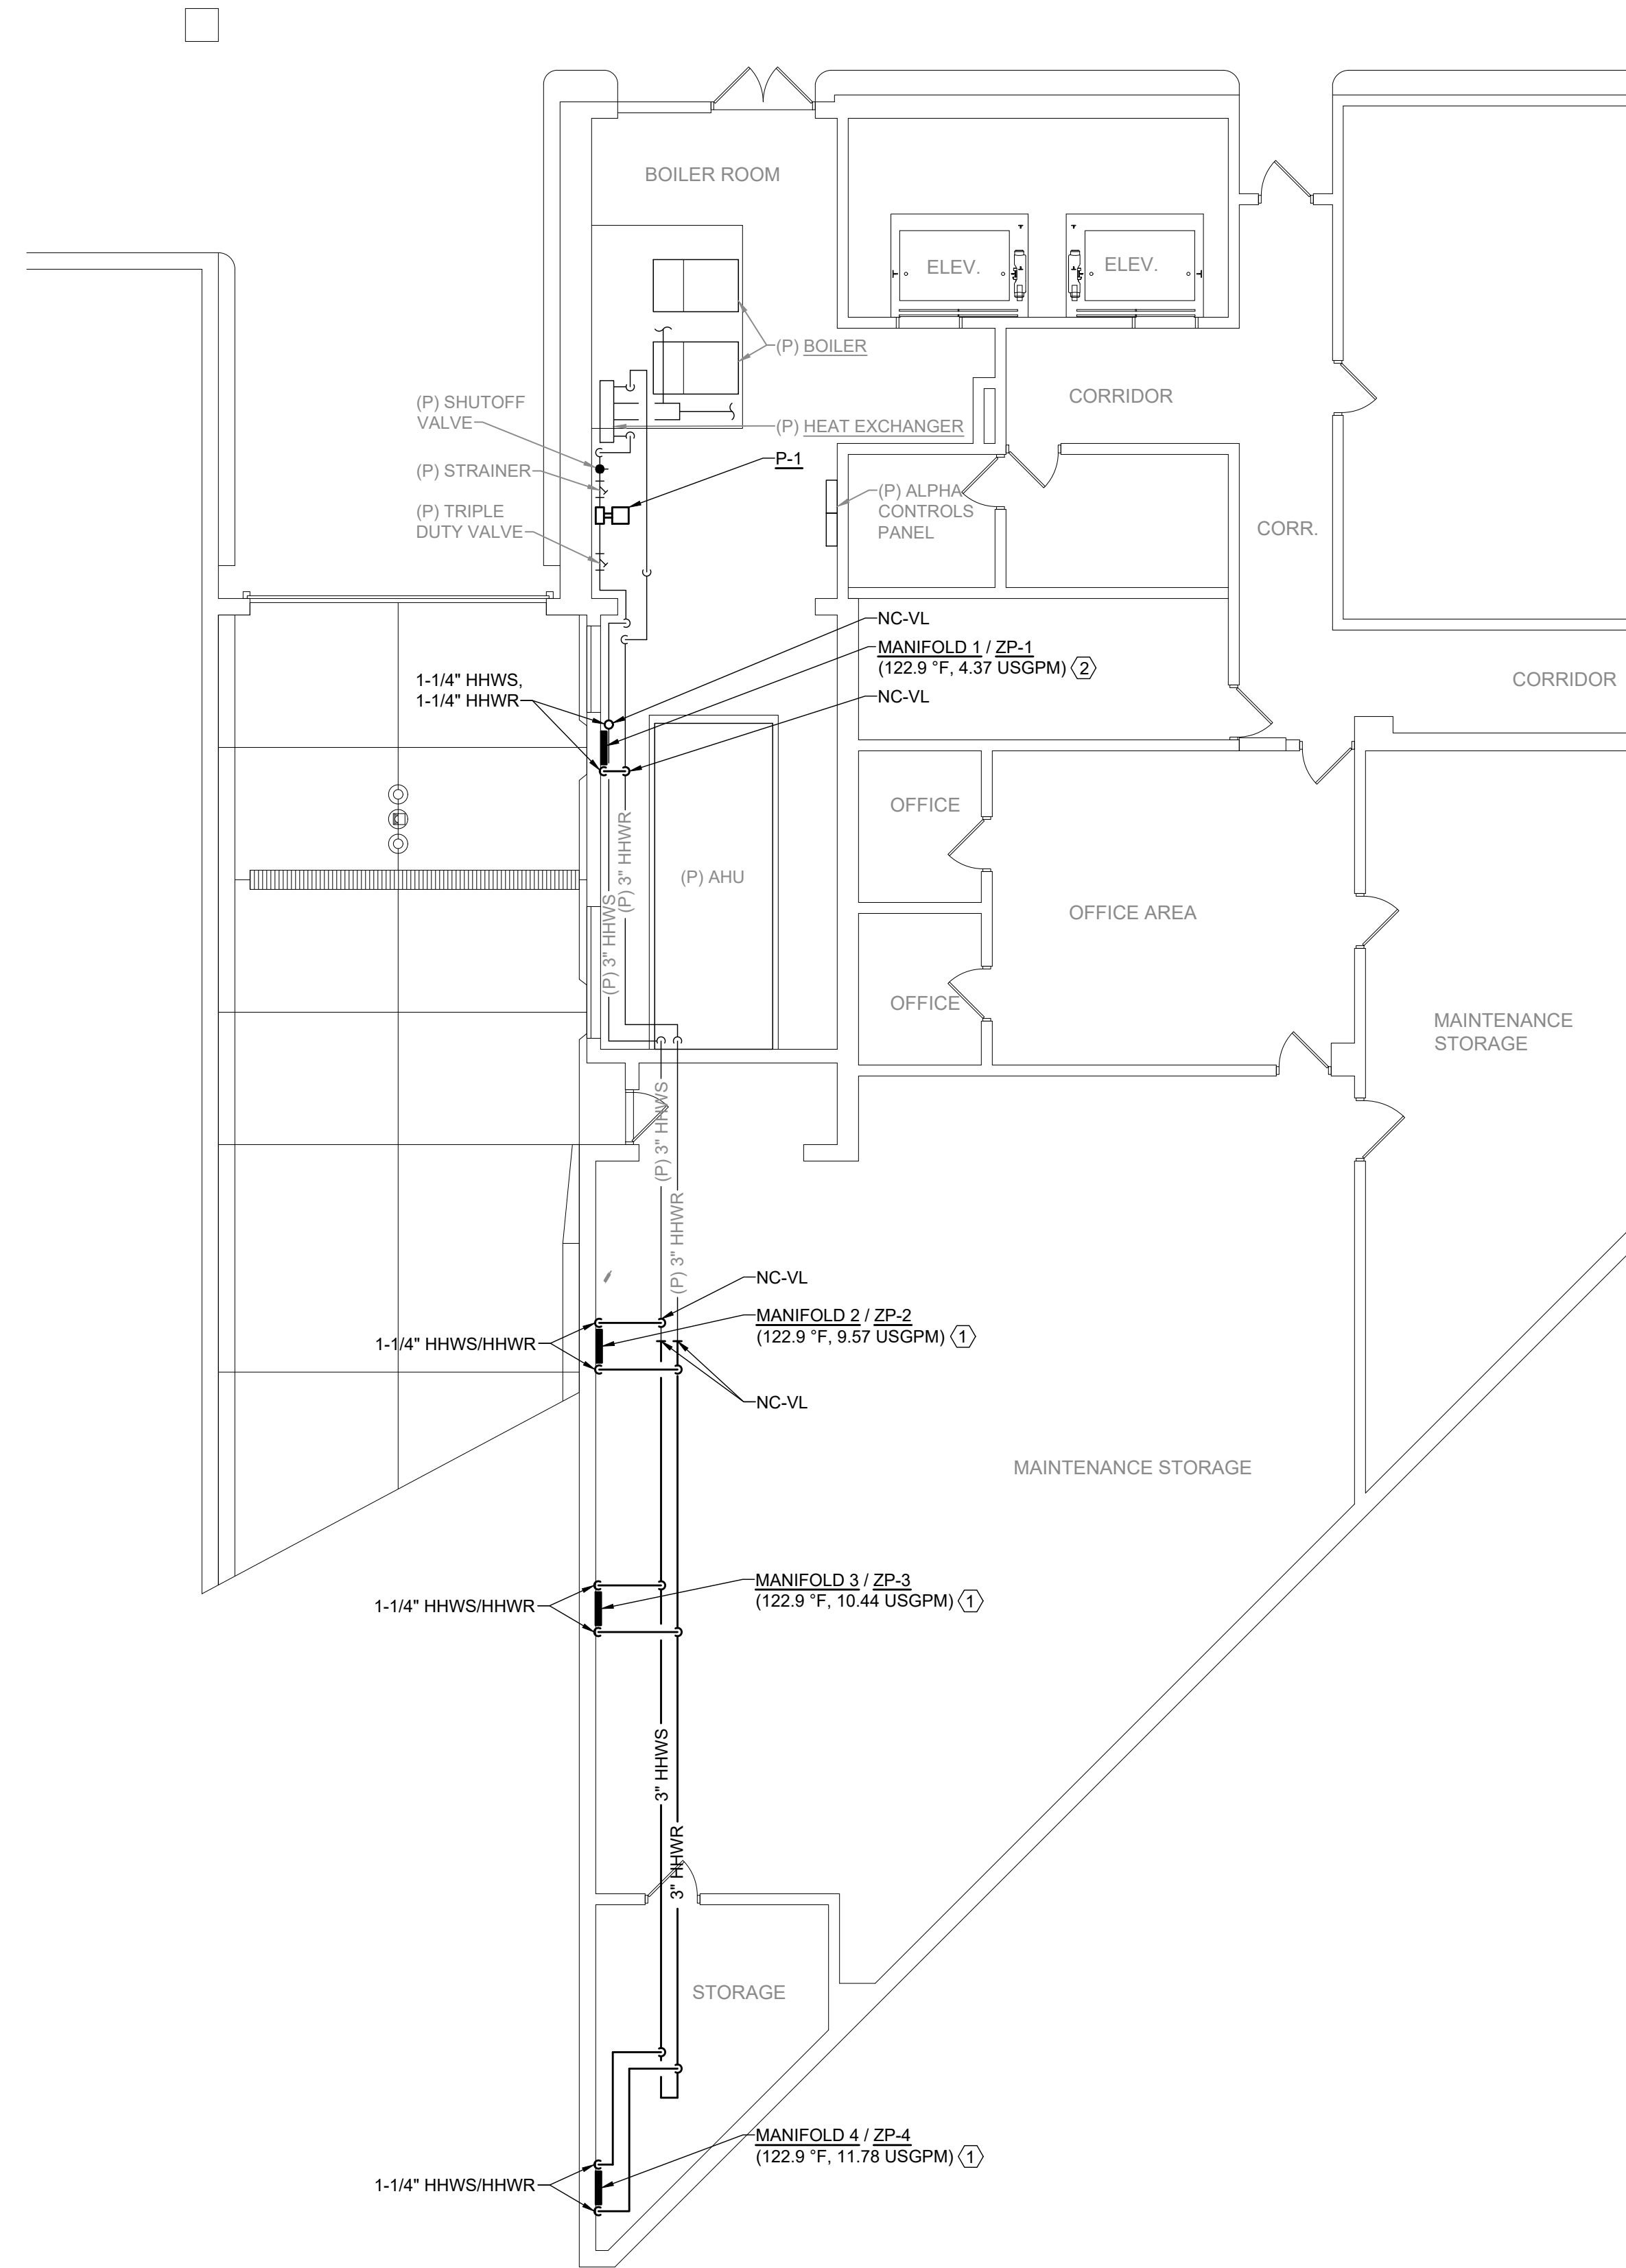 BOILER ROOM
ELEV.
ELEV.
(P) BOILER
(P) SHUTOFF
VALVE
CORRIDOR
(P) HEAT EXCHANGER
P-1
(P) STRAINER
(P) ALPHA
CONTROLS
PANEL
(P) TRIPLE
DUTY VALVE
CORR.
NC-VL
MANIFOLD 1 / ZP-1
(122.9 °F, 4.37 USGPM) 2
NC-VL
1-1/4" HHWS,
1-1/4" HHWR
CORRIDOR
OFFICE
(P) 3" HHWR
(P) AHU
(P) 3" HHWS
OFFICE AREA
OFFICE
MAINTENANCE
STORAGE
(P) 3" HHWS
(P) 3" HHWR
NC-VL
MANIFOLD 2 / ZP-2
(122.9 °F, 9.57 USGPM) 1
1-1/4" HHWS/HHWR
NC-VL
MAINTENANCE STORAGE
MANIFOLD 3 / ZP-3
(122.9 °F, 10.44 USGPM) 1
1-1/4" HHWS/HHWR
3" HHWS
3" HHWR
STORAGE
MANIFOLD 4 / ZP-4
(122.9 °F, 11.78 USGPM) 1
1-1/4" HHWS/HHWR